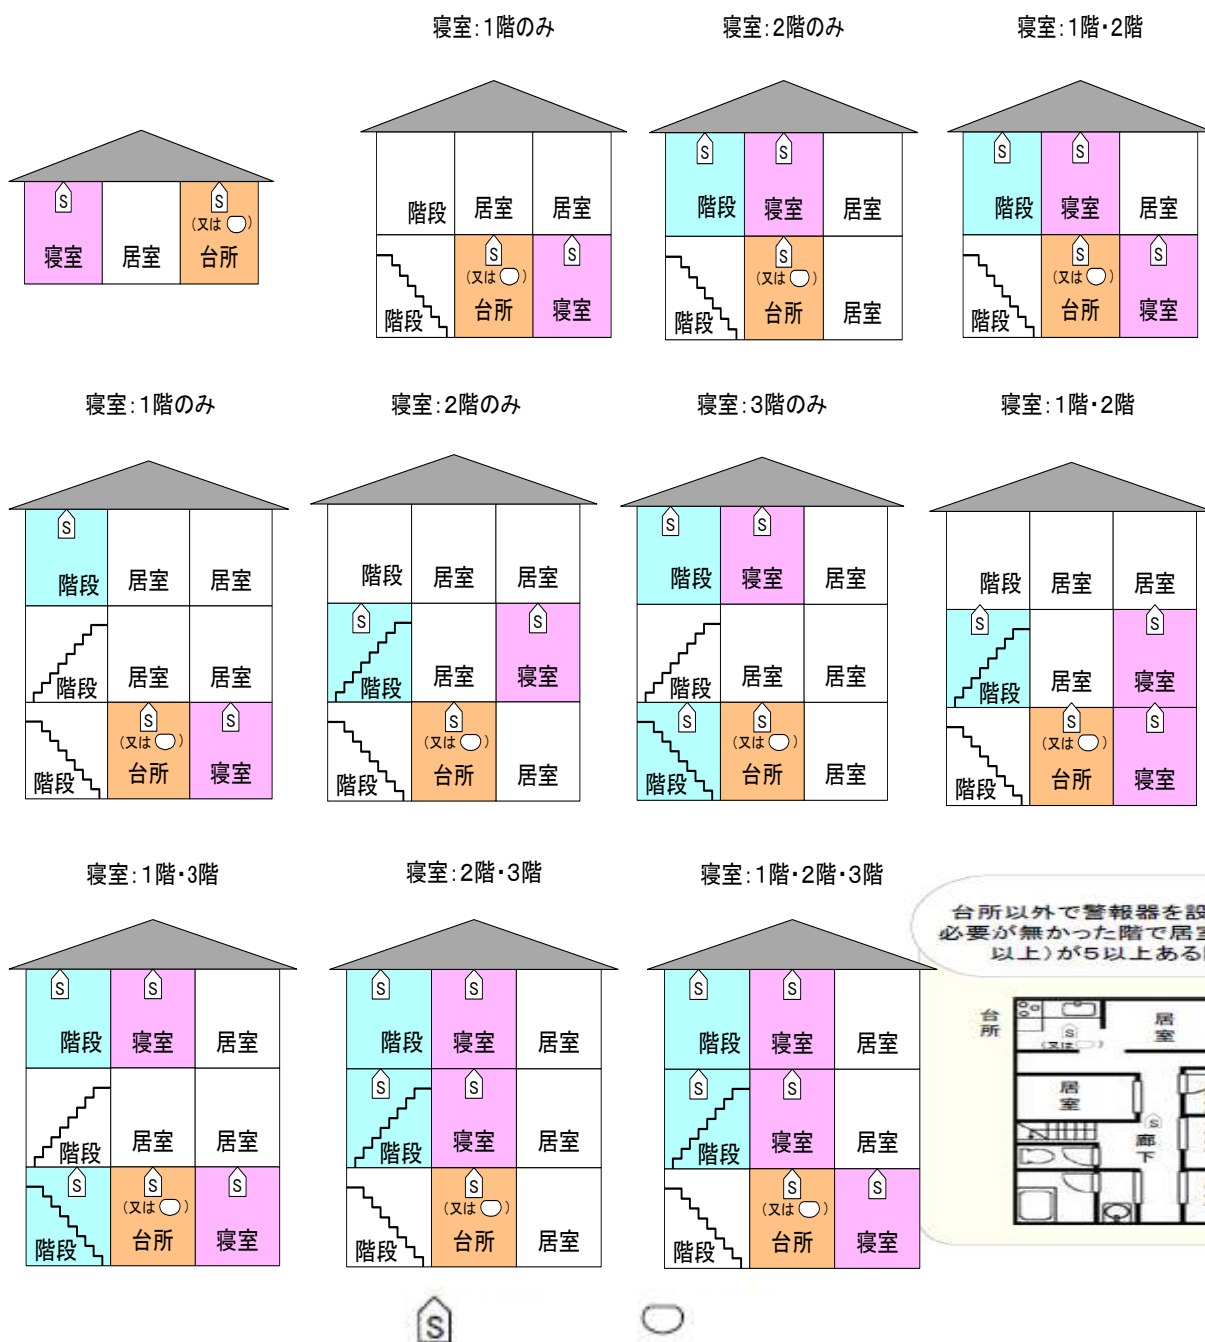 寝室:1階のみ
寝室:2階のみ
寝室:1階・2階
S
S
(又は )
寝室
居室
台所
階段
居室
居室
S
(又は )
S
階段
台所
寝室
S
S
階段
寝室
居室
S
(又は )
階段
台所
居室
S
S
階段
寝室
居室
S
(又は )
S
階段
台所
寝室
寝室:1階のみ
寝室:2階のみ
寝室:3階のみ
寝室:1階・2階
S
階段
居室
居室
階段
居室
居室
S
(又は )
S
階段
台所
寝室
階段
居室
居室
S
S
階段
居室
寝室
S
(又は )
階段
台所
居室
S
S
階段
寝室
居室
階段
居室
居室
S
S
(又は )
階段
台所
居室
階段
居室
居室
S
S
階段
居室
寝室
S
(又は )
S
階段
台所
寝室
寝室:1階・3階
寝室:2階・3階
寝室:1階・2階・3階
S
S
階段
寝室
居室
階段
居室
居室
S
S
(又は )
S
階段
台所
寝室
S
S
階段
寝室
居室
S
S
階段
寝室
居室
S
(又は )
階段
台所
居室
S
S
階段
寝室
居室
S
S
階段
寝室
居室
S
(又は )
S
階段
台所
寝室
台所以外で警報器を設
必要が無かった階で居室
以上)が5以上ある
台所
S
(又は )
居室
居室
S
廊下
S